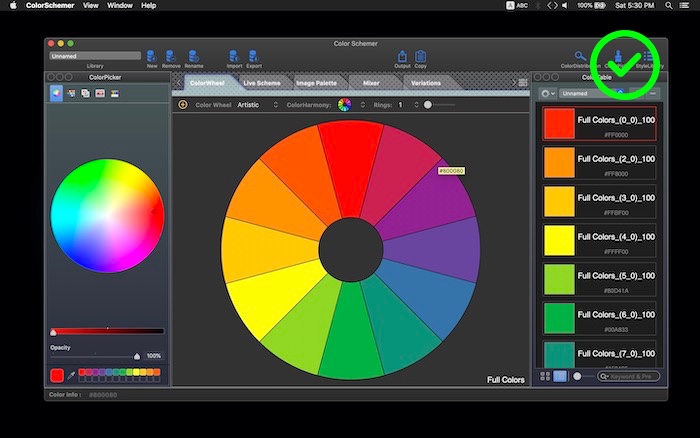 ColorSchemer View Window Help
A ABC 100% Sat 5:30 PM
Color Schemer
Unnamed
Library New Remove Rename Import Export Output Copy StyleLibrary
ColorPicker
ColorWheel Live Scheme Image Palette Mixer Variations
Color Wheel Artistic ColorHarmony: Rings: 1
Unnamed
Full Colors_(0_0)_100
#FF0000
#800080
Full Colors_(2_0)_100
#FF8000
Full Colors_(3_0)_100
#FFBF00
Full Colors_(4_0)_100
#FFFF00
Full Colors_(5_0)_100
#80D41A
Full Colors_(6_0)_100
#00A833
Full Colors_(7_0)_100
Opacity
100%
Full Colors
Keyword & Pro
Color Info : #800080